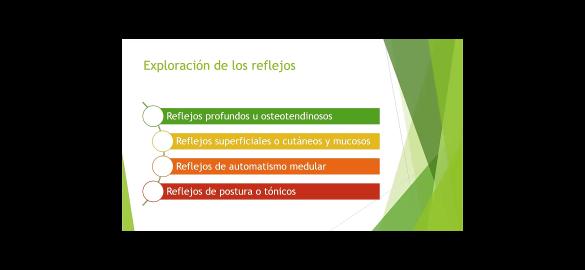 Exploración de los reflejos
Reflejos profundos u osteotendinosos
Reflejos superficiales o cutáneos y mucosos
Reflejos de automatismo medular
Reflejos de postura o tónicos